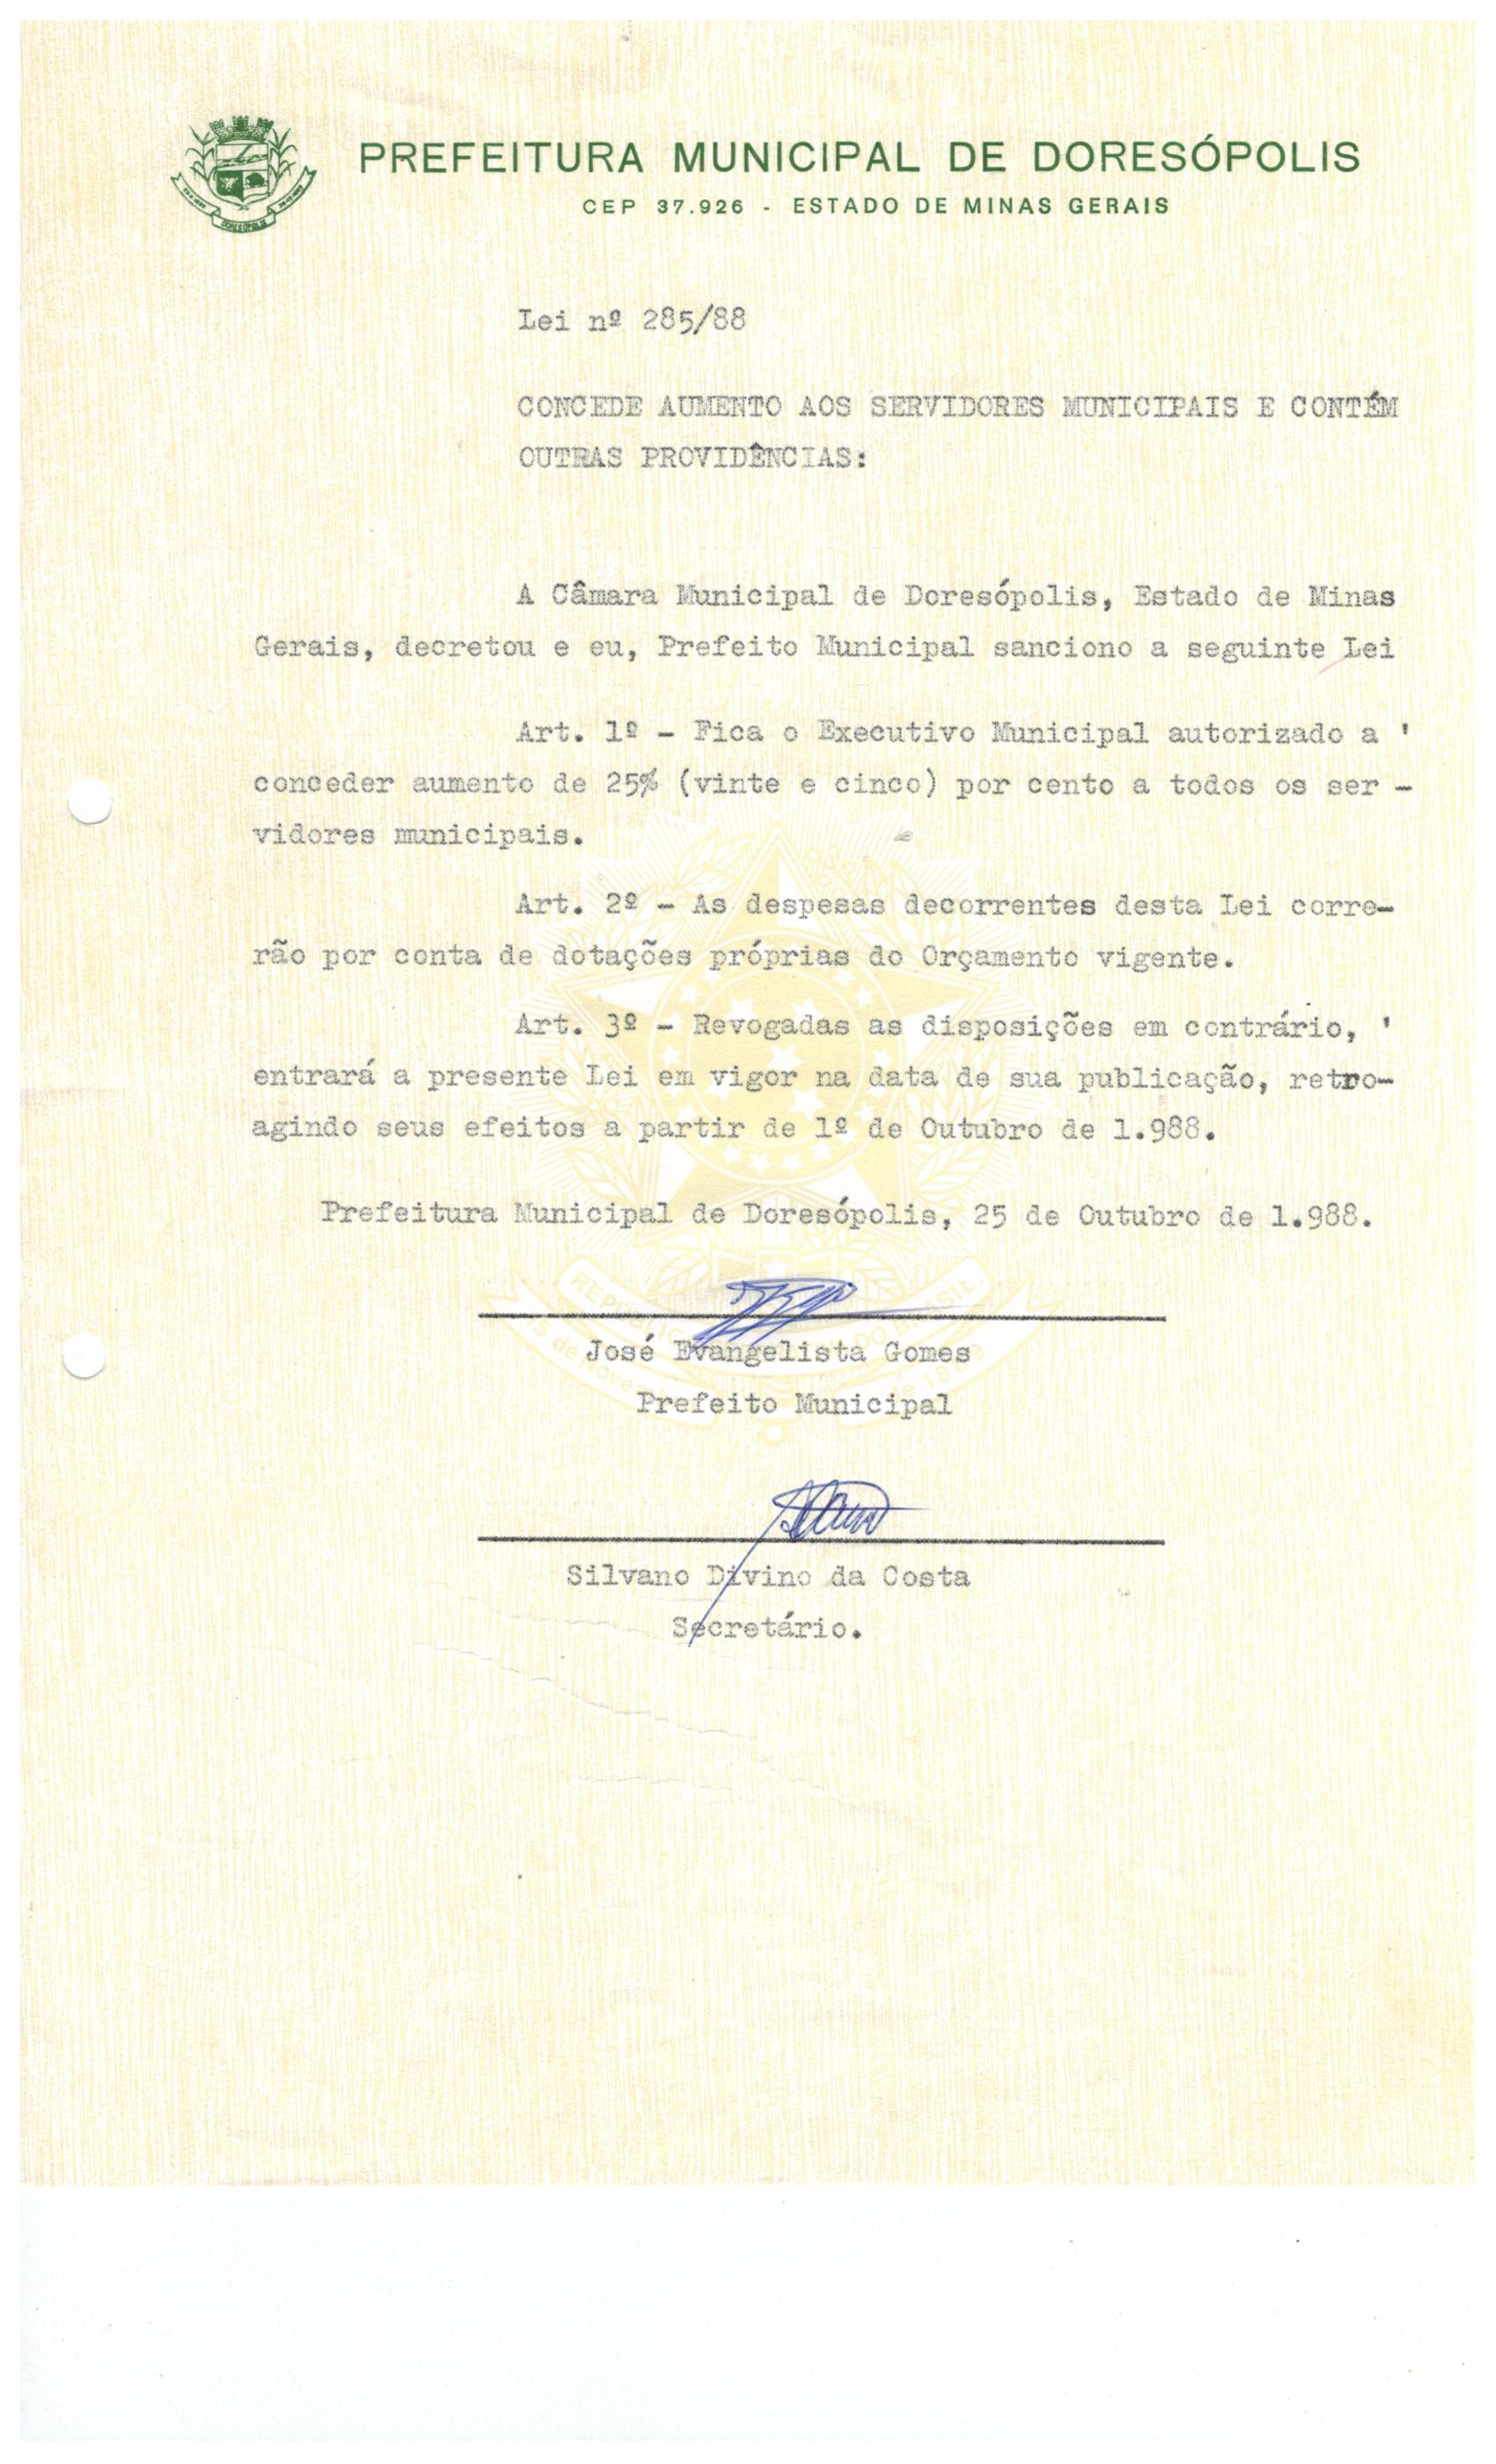 PREFEITURA MUNICIPAL DE DORESÓPOLIS
CEP 37.926 - ESTADO DE MINAS GERAIS
DORESÓPOLIS
Lei nº 285/88
CONCEDE AUMENTO AOS SERVIDORES MUNICIPAIS E CONTÉM
OUTRAS PROVIDÊNCIAS:
A Câmara Municipal de Doresópolis, Estado de Minas
Gerais, decretou e eu, Prefeito Municipal sanciono a seguinte Lei
Art. 1º - Fica o Executivo Municipal autorizado a '
conceder aumento de 25% (vinte e cinco) por cento a todos os ser -
vidores municipais.
Art. 2º - As despesas decorrentes desta Lei corre-
rão por conta de dotações próprias do Orçamento vigente.
Art. 3º - Revogadas as disposições em contrário, '
entrará a presente Lei em vigor na data de sua publicação, retro-
agindo seus efeitos a partir de 1º de Outubro de 1.988.
Prefeitura Municipal de Doresópolis, 25 de Outubro de 1.988.
José Evangelista Gomes
Prefeito Municipal
Silvano Divino da Costa
Secretário.